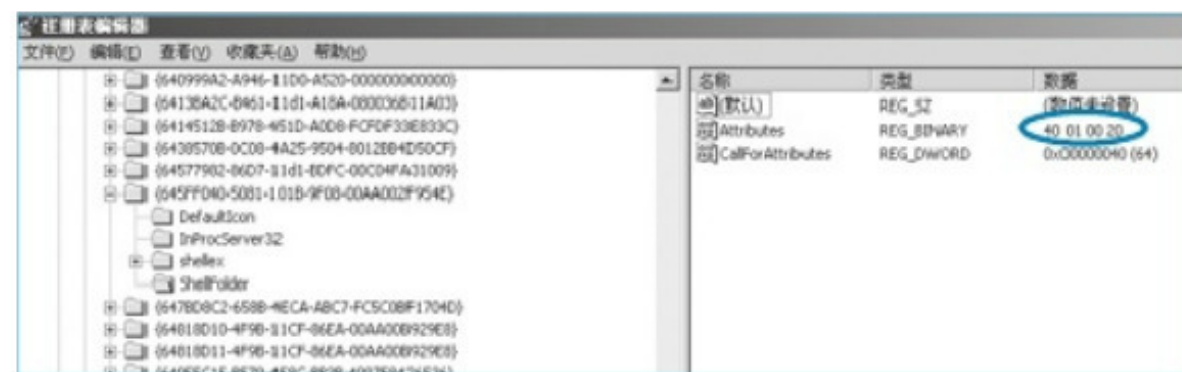 注册表编辑器
文件(F) 编辑(E) 查看(V) 收藏夹(A) 帮助(H)
{640999A2-A946-11D0-A520-000000000000}
{6413BA2C-B461-11d1-A18A-080036B11A03}
{6414512B-B978-451D-A0D8-FCFDF33E833C}
{6438570B-0C08-4A25-9504-8012BB4D50CF}
{64577982-86D7-11d1-BDFC-00C04FA31009}
{645FF040-5081-101B-9F08-00AA002F954E}
DefaultIcon
InProcServer32
shellex
ShellFolder
{647BD8C2-658B-4ECA-ABC7-FC5C0BF1704D}
{64818D10-4F9B-11CF-86EA-00AA00B929E8}
{64818D11-4F9B-11CF-86EA-00AA00B929E8}
名称 类型 数据
(默认) REG_SZ (数值未设置)
Attributes REG_BINARY 40 01 00 20
CallForAttributes REG_DWORD 0x00000040 (64)